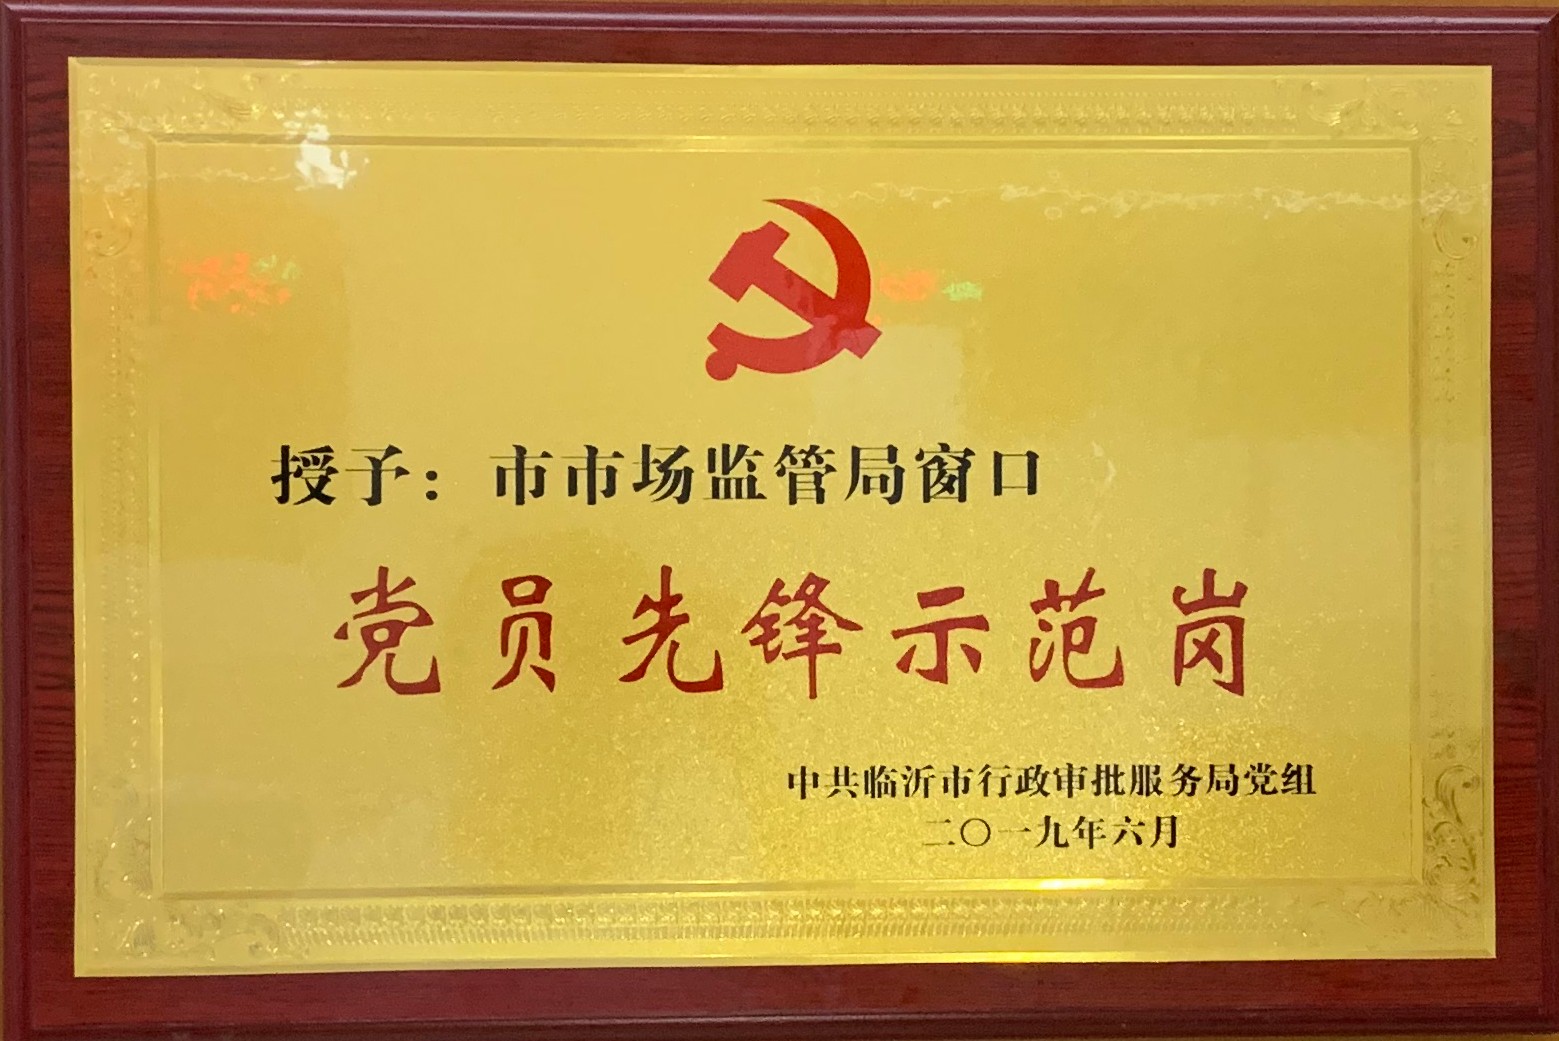 授予：市市场监管局窗口
党员先锋示范岗
中共临沂市行政审批服务局党组
二〇一九年六月